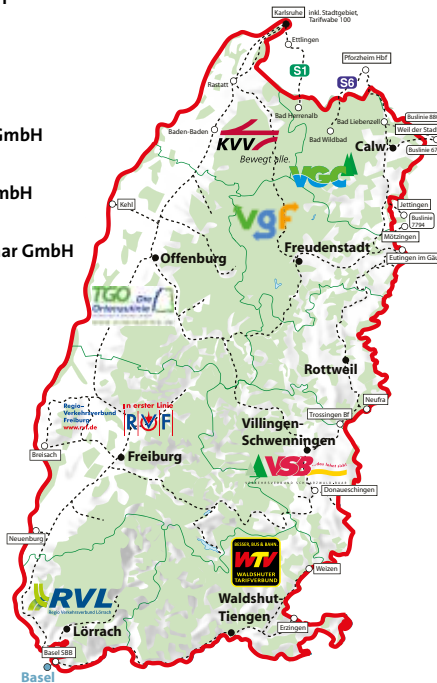 GmbH
mbH
ar GmbH
Karlsruhe inkl. Stadtgebiet,
Tarifwabe 100
Ettlingen
S1
Pforzheim Hbf
S6
Rastatt
Bad Herrenalb
Bad Liebenzell
Buslinie 88
Weil der Stad
Baden-Baden
KVV
Bewegt alle.
Bad Wildbad
Calw
Buslinie 67
VGC
Kehl
vgf
Jettingen
Buslinie
7794
Mötzingen
Freudenstadt
Eutingen im Gäu
Offenburg
TGO Die
Ortenaulinie
Rottweil
Neufra
Regio-
Verkehrsverbund
Freiburg
www.rvf.de
in erster Linie
RVF
Trossingen Bf
Villingen-
Schwenningen
Breisach
Freiburg
VSB
Donaueschingen
Neuenburg
BESSER, BUS & BAHN.
WTV
WALDSHUTER
TARIFVERBUND
Weizen
RVL
Regio Verkehrsverbund Lörrach
Waldshut-
Tiengen
Erzingen
Lörrach
Basel SBB
Basel